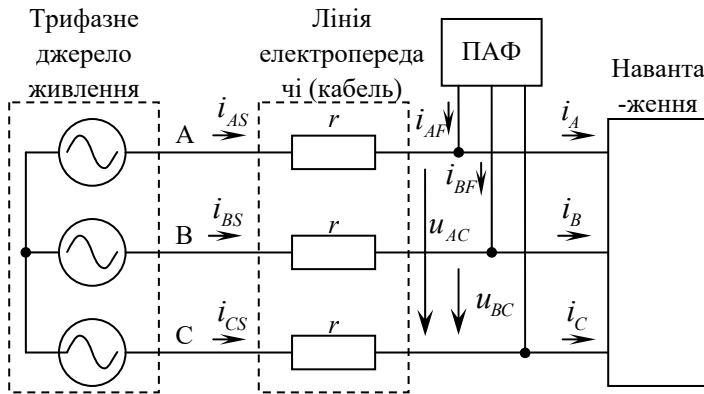 Трифазне
джерело
живлення
Лінія
електропереда
чі (кабель)
ПАФ
Наванта
-ження
A
i_AS
r
i_AF
i_A
i_BF
B
i_BS
r
u_AC
i_B
C
i_CS
r
u_BC
i_C